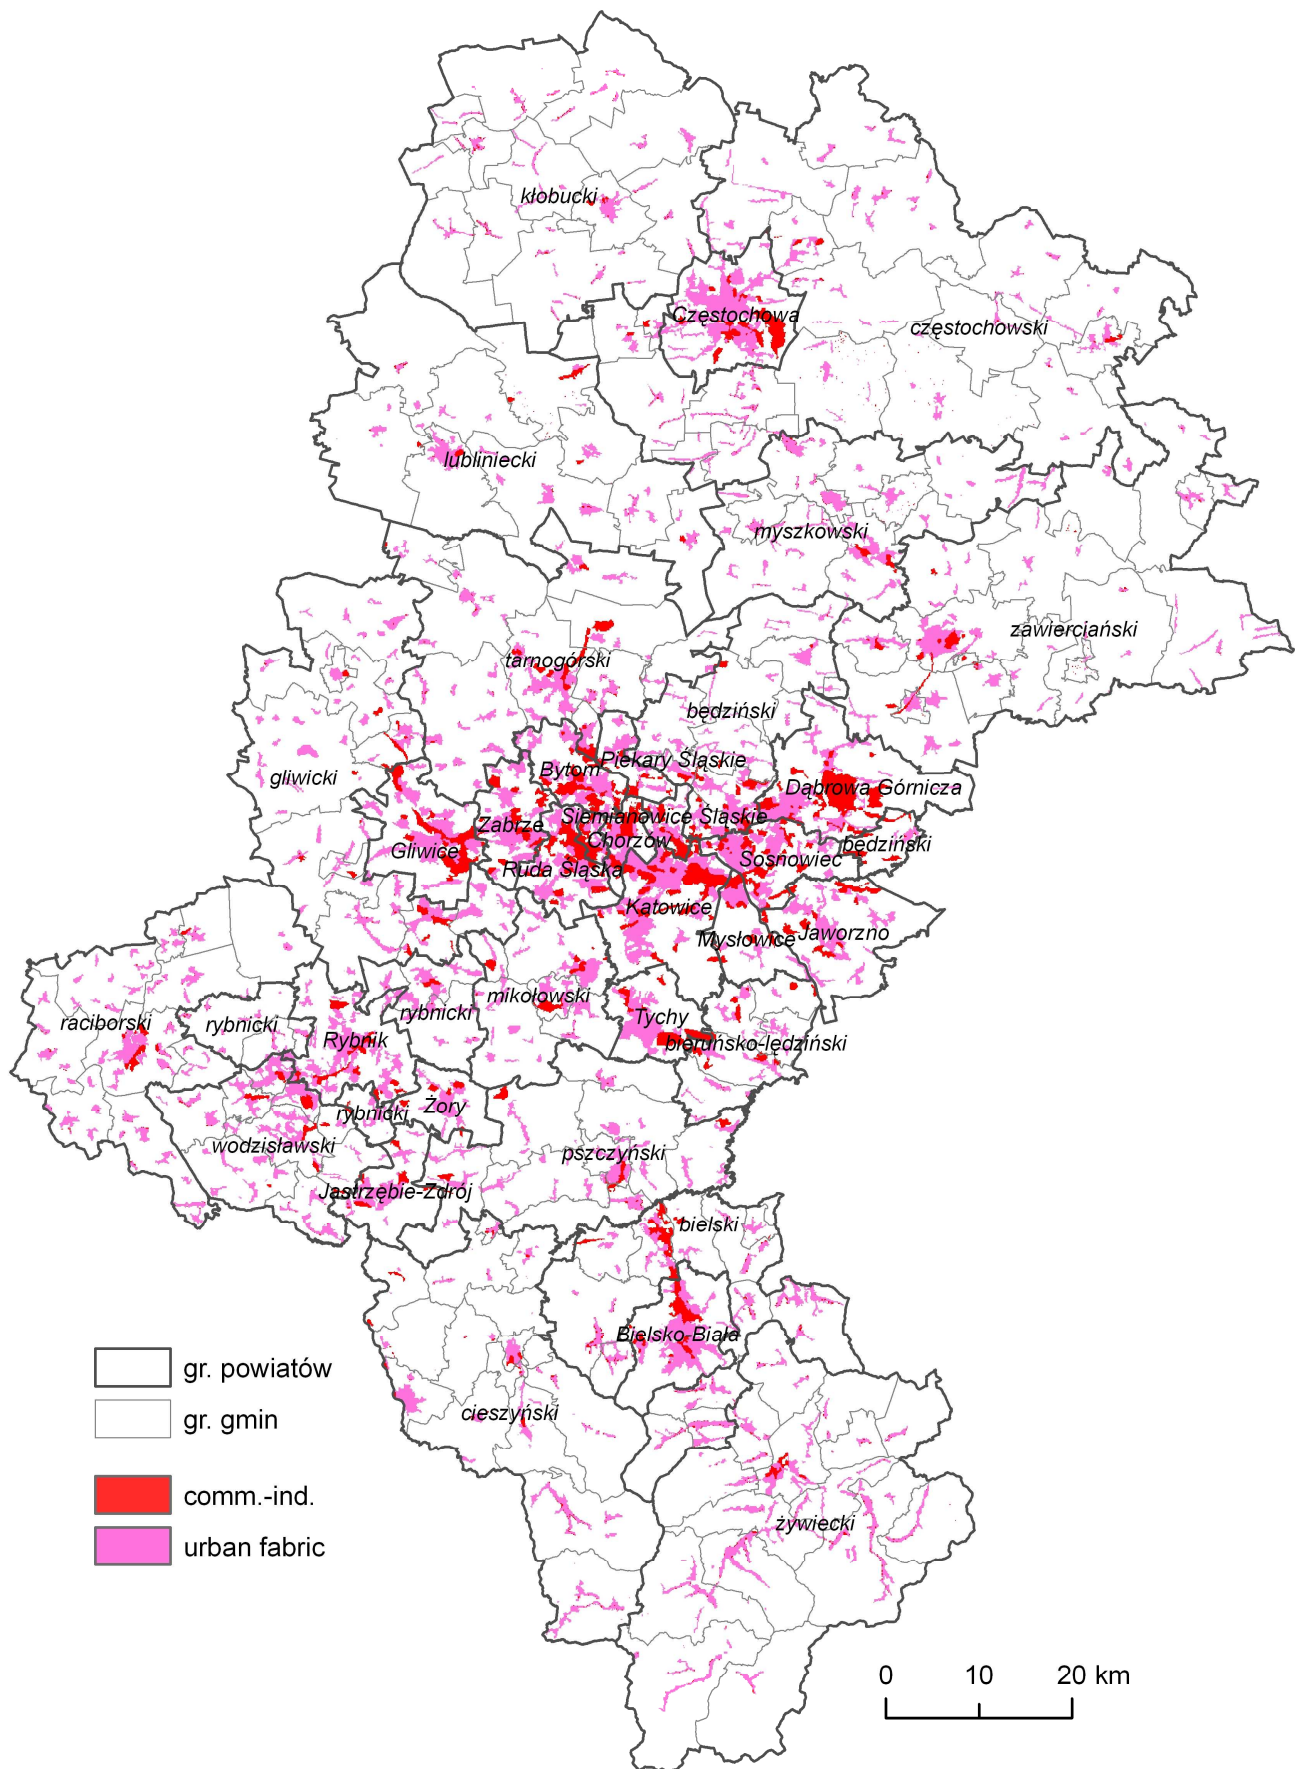 kłobucki
Częstochowa
częstochowski
lubliniecki
myszkowski
zawierciański
tarnogórski
będziński
Piekary Śląskie
Bytom
gliwicki
Dąbrowa Górnicza
Siemianowice Śląskie
Zabrze
Chorzów
będziński
Gliwice
Sosnowiec
Ruda Śląska
Katowice
Mysłowice
Jaworzno
mikołowski
rybnicki
Tychy
raciborski
rybnicki
Rybnik
bieruńsko-lędziński
rybnicki
Żory
wodzisławski
pszczyński
Jastrzębie-Zdrój
bielski
Bielsko-Biała
gr. powiatów
gr. gmin
cieszyński
comm.-ind.
żywiecki
urban fabric
0 10 20 km